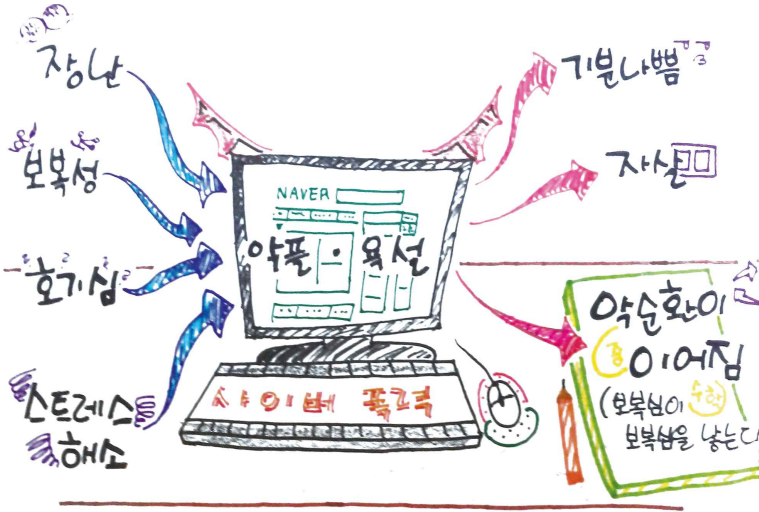 장난
보복성
호기심
스트레스
해소
NAVER
악플·욕설
사이버 폭력
기분나쁨
자살
악순환이
이어짐
(보복심이
보복심을 낳는다